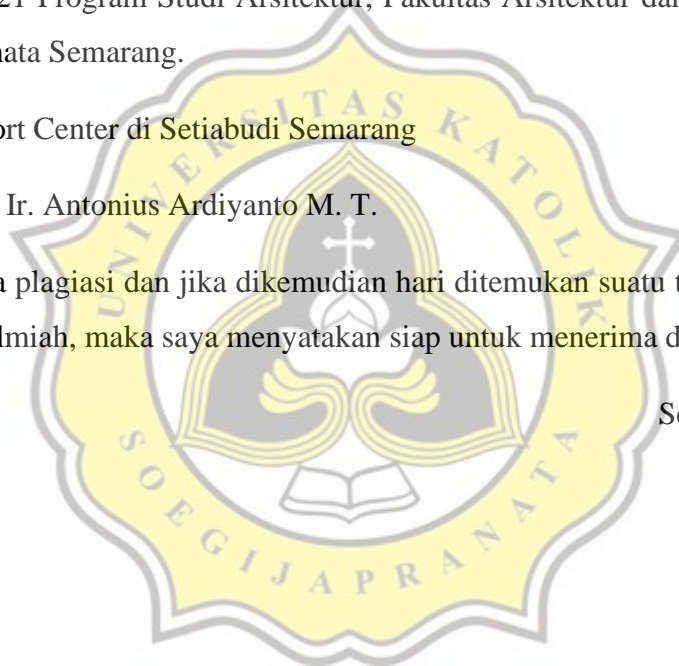 21 Program Studi Arsitektur, Fakultas Arsitektur dan
nata Semarang.
ort Center di Setiabudi Semarang
Ir. Antonius Ardiyanto M. T.
a plagiasi dan jika dikemudian hari ditemukan suatu t
lmiah, maka saya menyatakan siap untuk menerima d
Se
UNIVERSITAS KATOLIK
SOEGIJAPRANATA